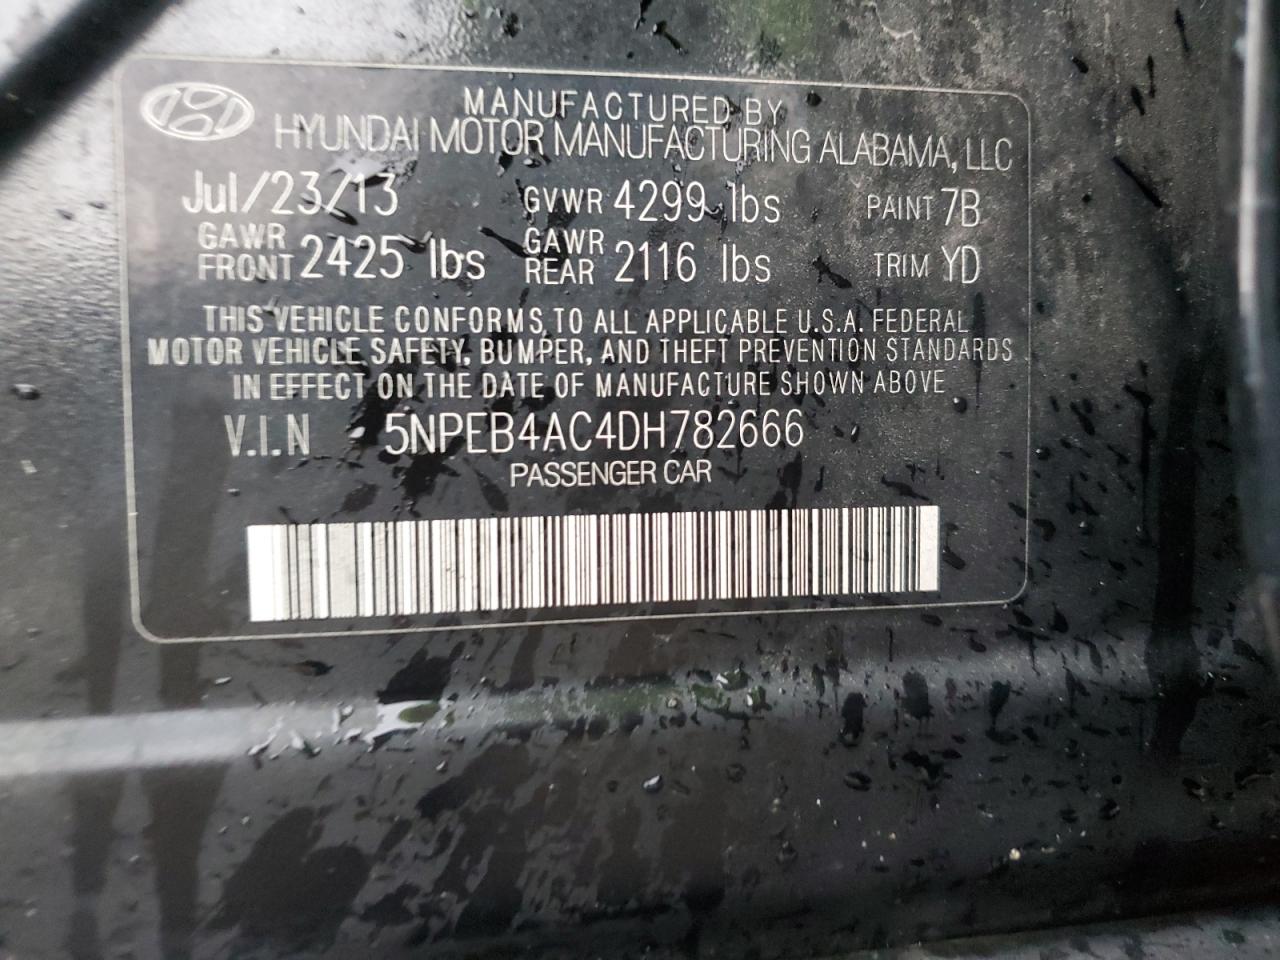 MANUFACTURED BY
HYUNDAI MOTOR MANUFACTURING ALABAMA, LLC
Jul/23/13 GVWR 4299 lbs PAINT 7B
GAWR FRONT 2425 lbs GAWR REAR 2116 lbs TRIM YD
THIS VEHICLE CONFORMS TO ALL APPLICABLE U.S.A. FEDERAL
MOTOR VEHICLE SAFETY, BUMPER, AND THEFT PREVENTION STANDARDS
IN EFFECT ON THE DATE OF MANUFACTURE SHOWN ABOVE
V.I.N : 5NPEB4AC4DH782666
PASSENGER CAR